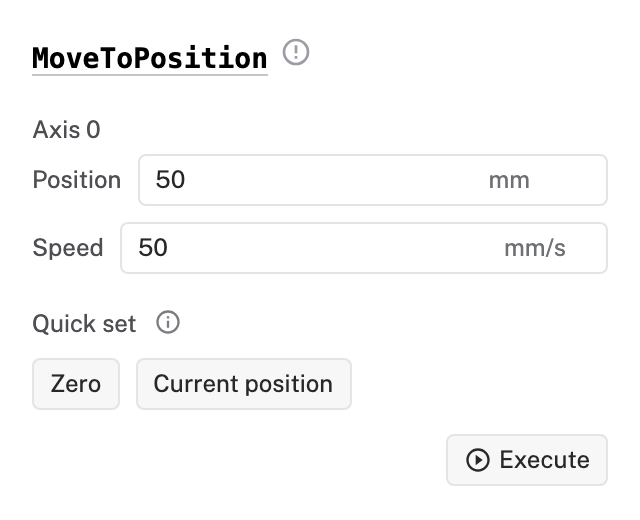 MoveToPosition
Axis 0
Position 50 mm
Speed 50 mm/s
Quick set
Zero Current position
Execute